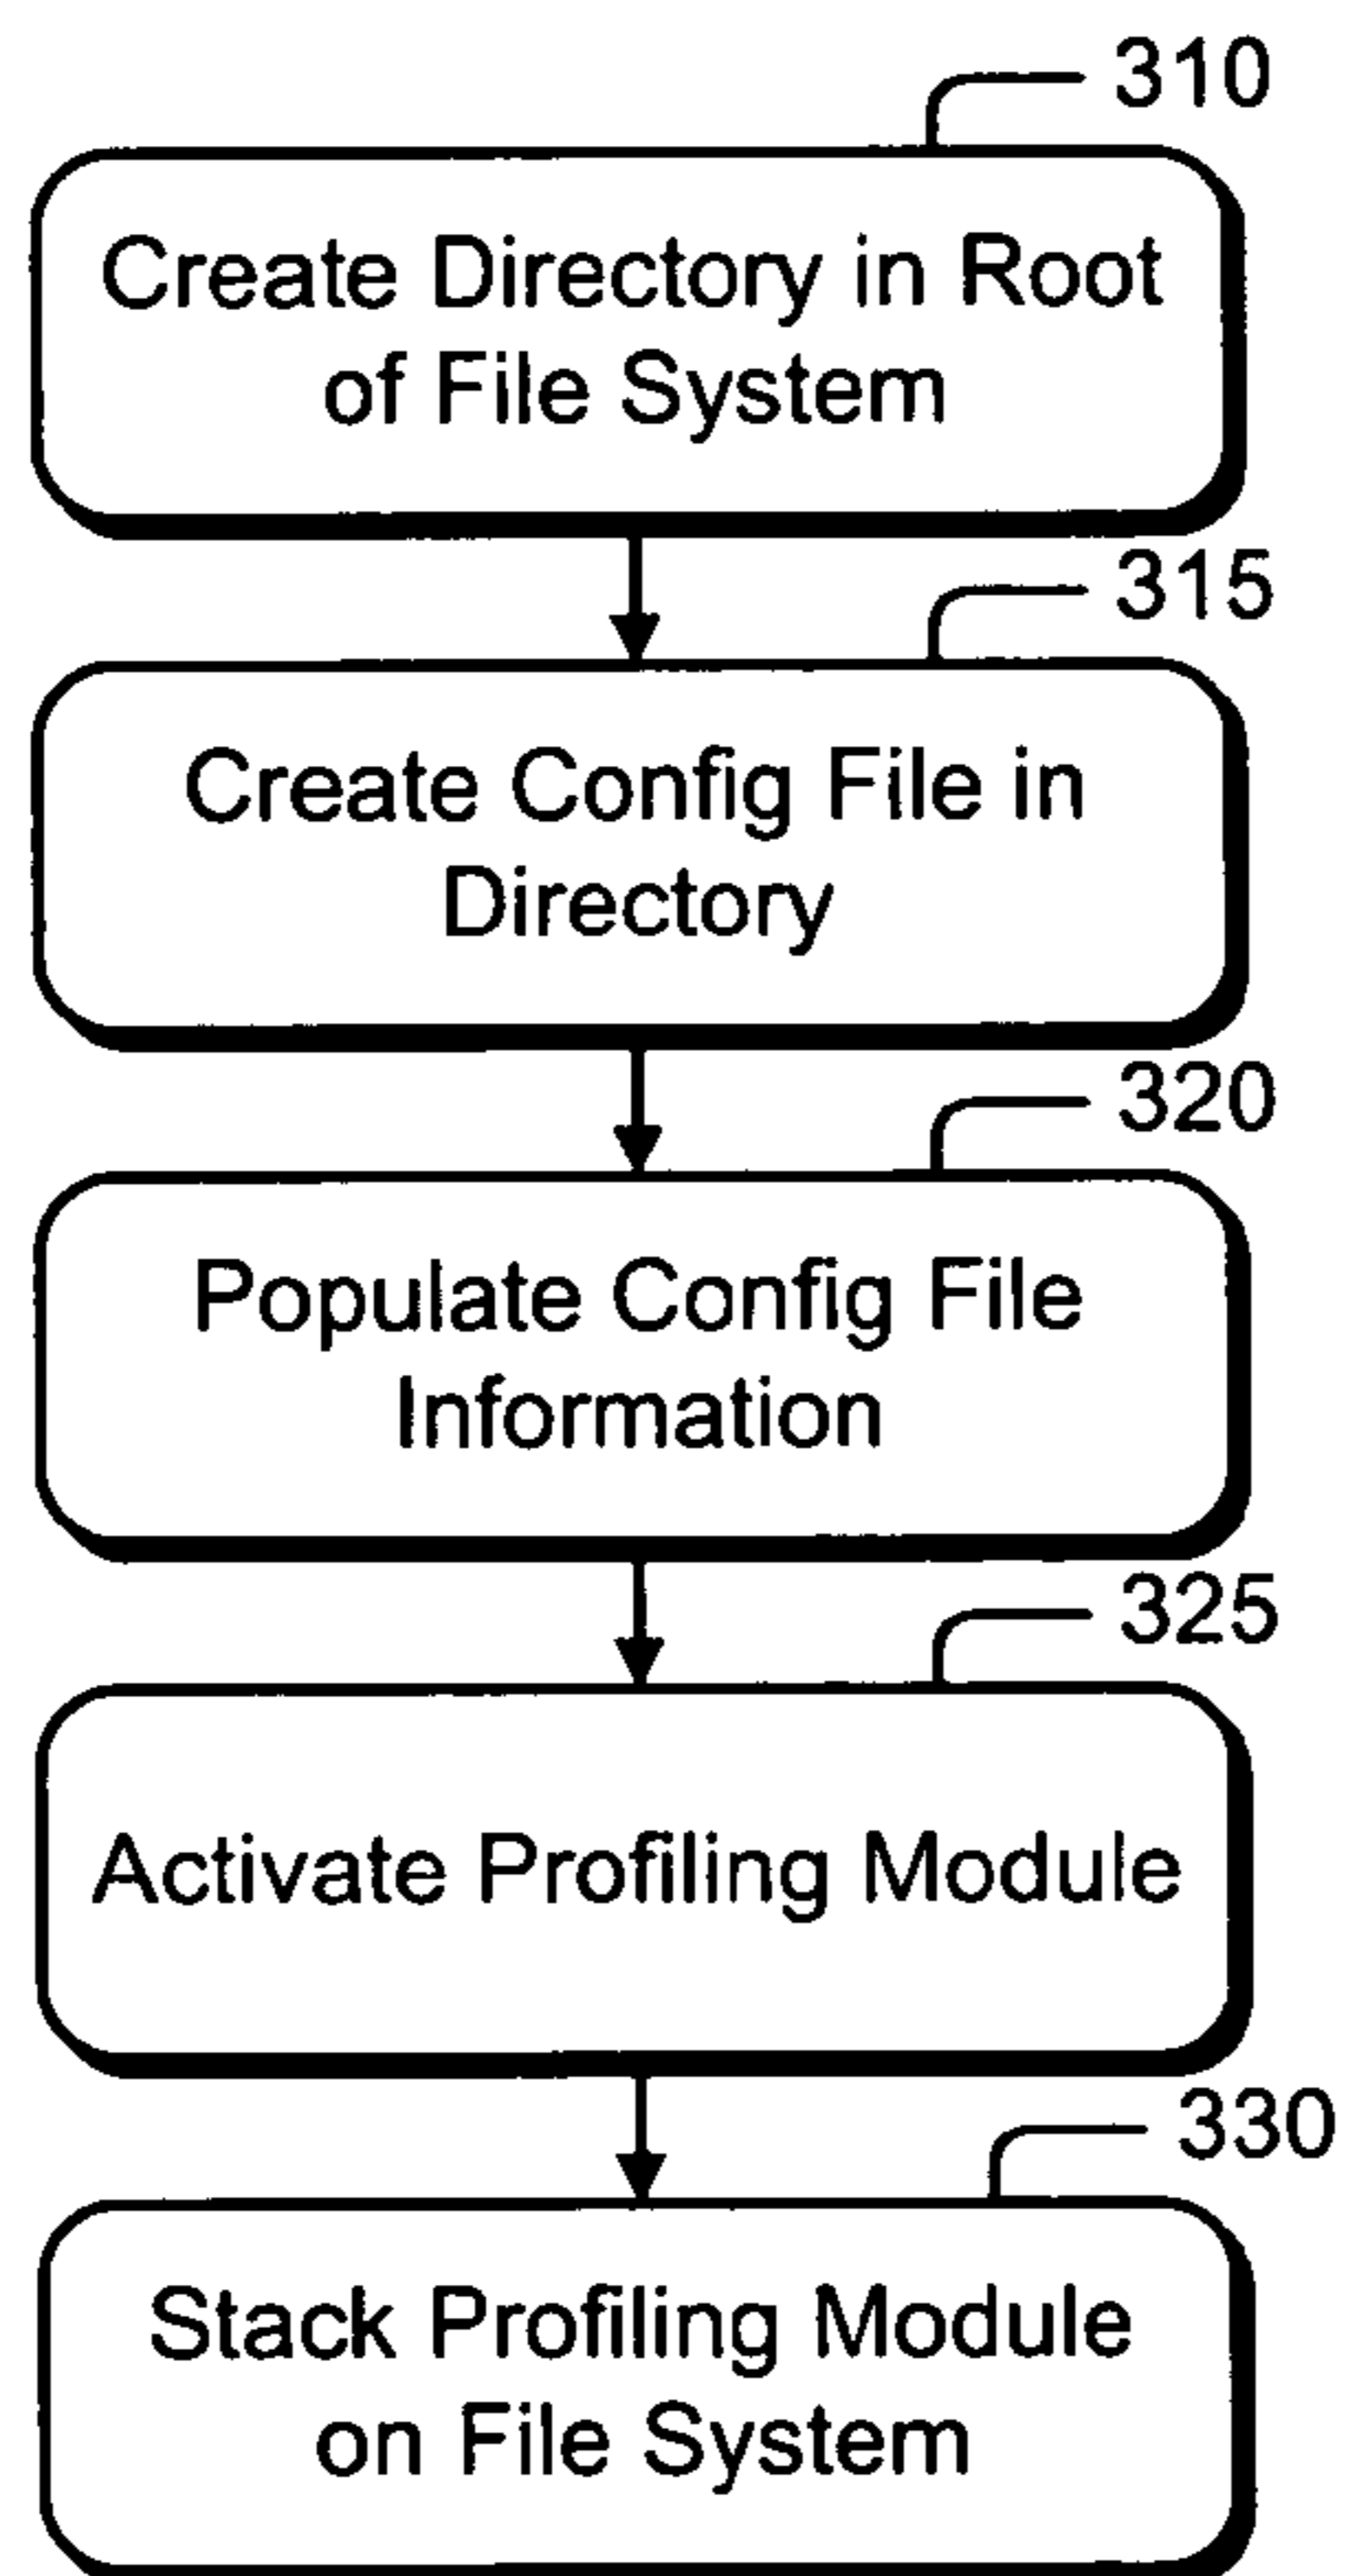 310
Create Directory in Root
of File System
315
Create Config File in
Directory
320
Populate Config File
Information
325
Activate Profiling Module
330
Stack Profiling Module
on File System